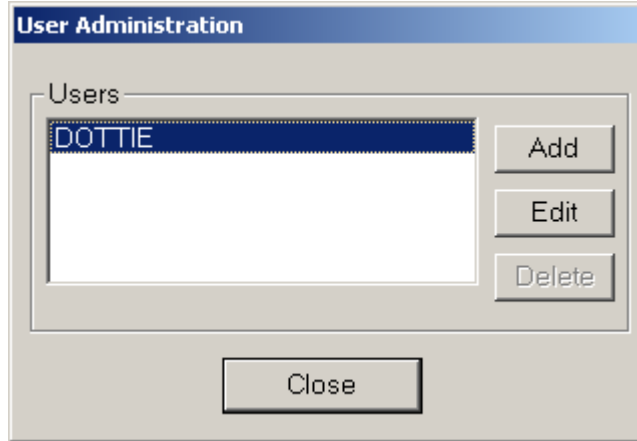 User Administration
Users
DOTTIE
Add
Edit
Delete
Close